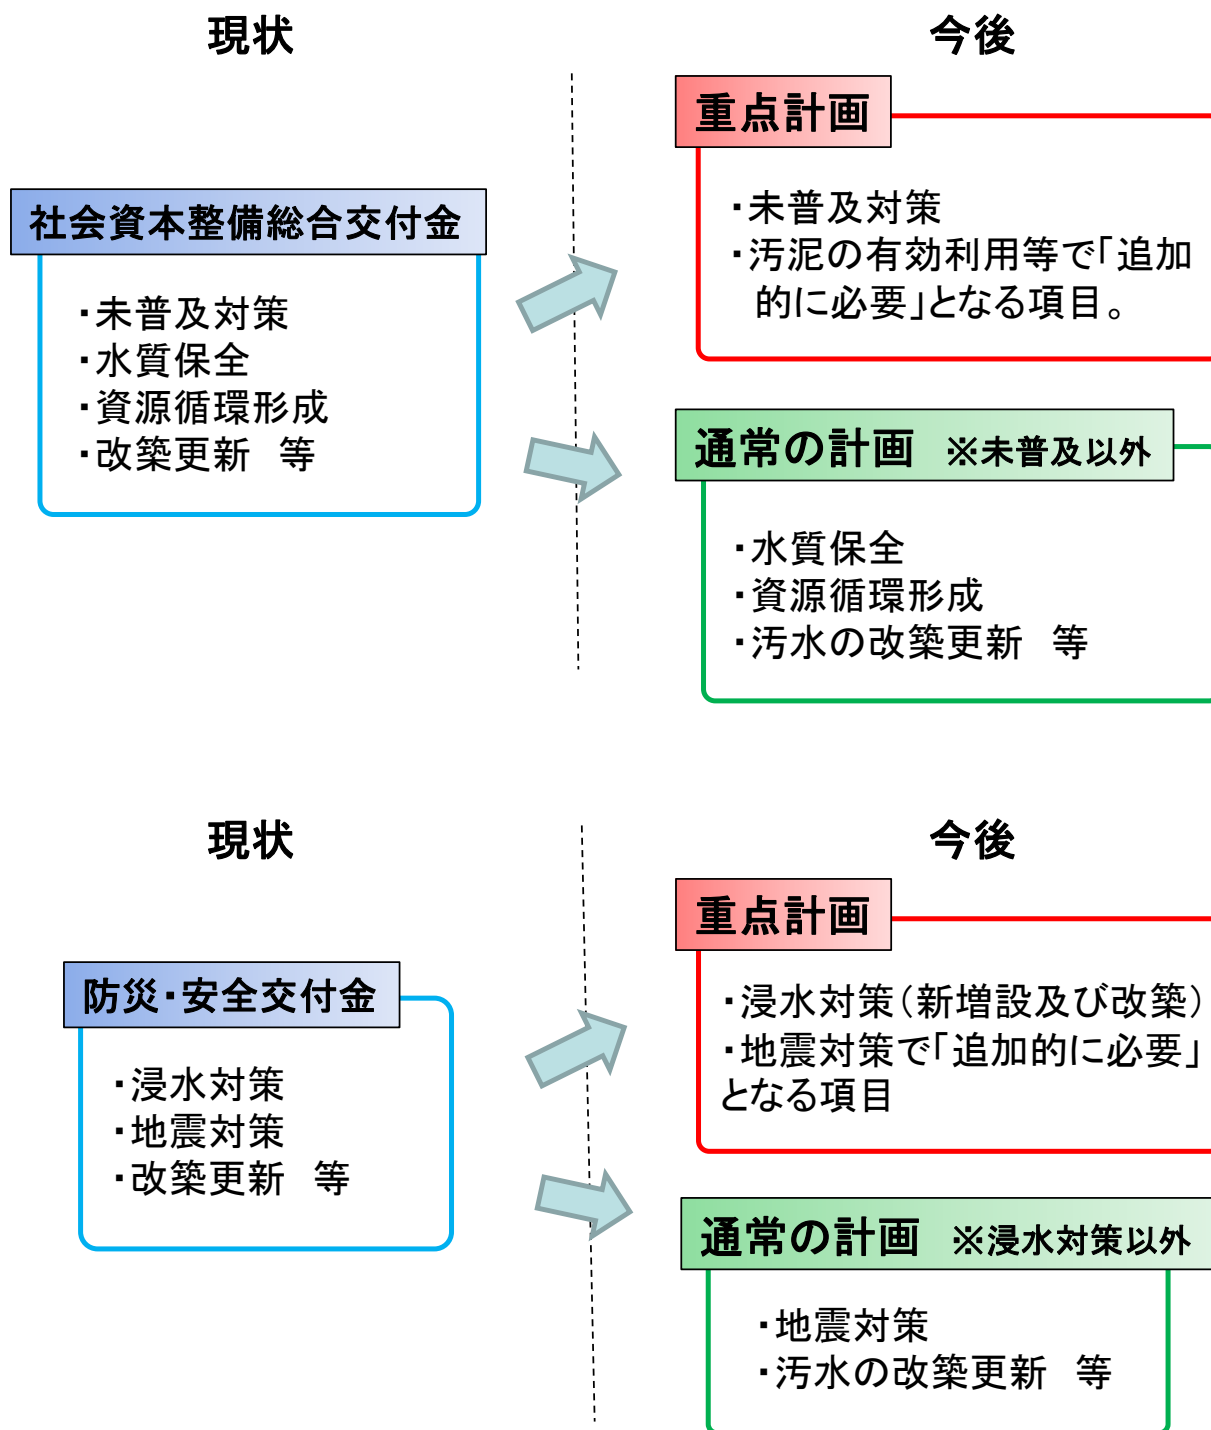 現状
今後
社会資本整備総合交付金
・未普及対策
・水質保全
・資源循環形成
・改築更新　等
重点計画
・未普及対策
・汚泥の有効利用等で「追加
的に必要」となる項目。
通常の計画　※未普及以外
・水質保全
・資源循環形成
・汚水の改築更新　等
現状
今後
防災・安全交付金
・浸水対策
・地震対策
・改築更新　等
重点計画
・浸水対策（新増設及び改築）
・地震対策で「追加的に必要」
となる項目
通常の計画　※浸水対策以外
・地震対策
・汚水の改築更新　等